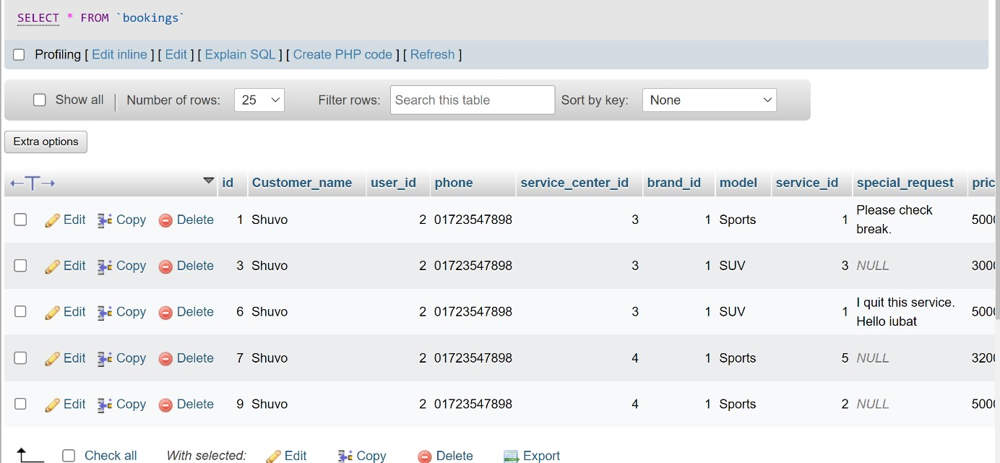 SELECT * FROM `bookings`
Profiling [ Edit inline ] [ Edit ] [ Explain SQL ] [ Create PHP code ] [ Refresh ]
Show all | Number of rows: 25 Filter rows: Search this table Sort by key: None
Extra options
←T→ id Customer_name user_id phone service_center_id brand_id model service_id special_request pric
Edit Copy Delete 1 Shuvo 2 01723547898 3 1 Sports 1 Please check
break. 500
Edit Copy Delete 3 Shuvo 2 01723547898 3 1 SUV 3 NULL 300
Edit Copy Delete 6 Shuvo 2 01723547898 3 1 SUV 1 I quit this service.
Hello iubat 500
Edit Copy Delete 7 Shuvo 2 01723547898 4 1 Sports 5 NULL 320
Edit Copy Delete 9 Shuvo 2 01723547898 4 1 Sports 2 NULL 500
Check all With selected: Edit Copy Delete Export